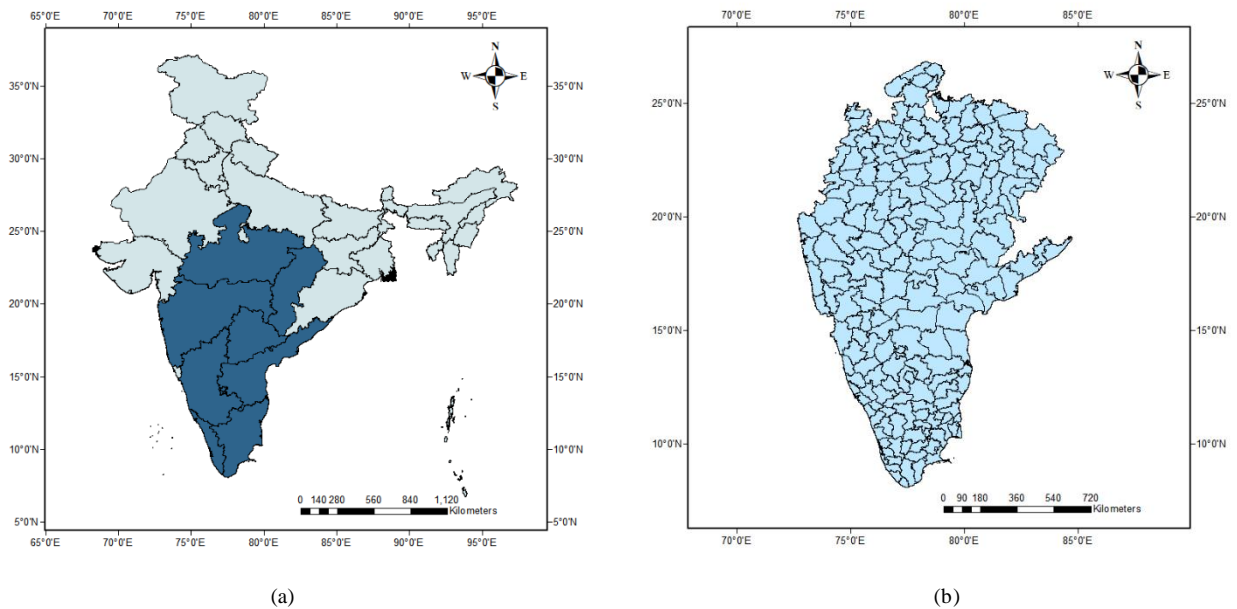 65°0'E 70°0'E 75°0'E 80°0'E 85°0'E 90°0'E 95°0'E
N
W E
S
35°0'N 35°0'N
30°0'N 30°0'N
25°0'N 25°0'N
20°0'N 20°0'N
15°0'N 15°0'N
10°0'N 10°0'N
5°0'N 5°0'N
0 140 280 560 840 1,120
Kilometers
65°0'E 70°0'E 75°0'E 80°0'E 85°0'E 90°0'E 95°0'E
(a)
70°0'E 75°0'E 80°0'E 85°0'E
N
W E
S
25°0'N 25°0'N
20°0'N 20°0'N
15°0'N 15°0'N
10°0'N 10°0'N
0 90 180 360 540 720
Kilometers
70°0'E 75°0'E 80°0'E 85°0'E
(b)